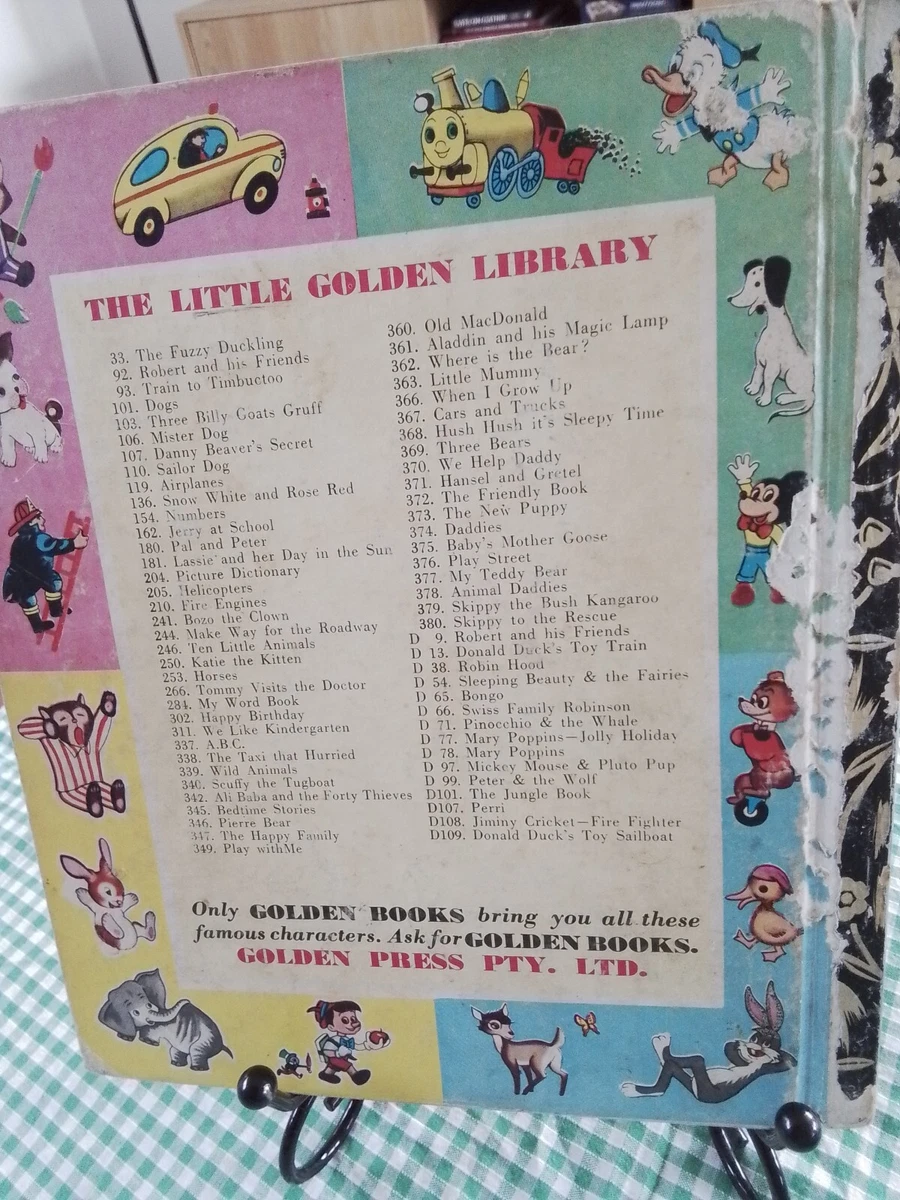 THE LITTLE GOLDEN LIBRARY
33. The Fuzzy Duckling
92. Robert and his Friends
93. Train to Timbuctoo
101. Dogs
103. Three Billy Goats Gruff
106. Mister Dog
107. Danny Beaver's Secret
110. Sailor Dog
119. Airplanes
136. Snow White and Rose Red
154. Numbers
162. Jerry at School
180. Pal and Peter
181. Lassie and her Day in the Sun
204. Picture Dictionary
205. Helicopters
210. Fire Engines
241. Bozo the Clown
244. Make Way for the Roadway
246. Ten Little Animals
250. Katie the Kitten
253. Horses
266. Tommy Visits the Doctor
284. My Word Book
302. Happy Birthday
311. We Like Kindergarten
337. A.B.C.
338. The Taxi that Hurried
339. Wild Animals
340. Scuffy the Tugboat
342. Ali Baba and the Forty Thieves
345. Bedtime Stories
346. Pierre Bear
347. The Happy Family
349. Play withMe
360. Old MacDonald
361. Aladdin and his Magic Lamp
362. Where is the Bear?
363. Little Mummy
366. When I Grow Up
367. Cars and Trucks
368. Hush Hush it's Sleepy Time
369. Three Bears
370. We Help Daddy
371. Hansel and Gretel
372. The Friendly Book
373. The New Puppy
374. Daddies
375. Baby's Mother Goose
376. Play Street
377. My Teddy Bear
378. Animal Daddies
379. Skippy the Bush Kangaroo
380. Skippy to the Rescue
D 9. Robert and his Friends
D 13. Donald Duck's Toy Train
D 38. Robin Hood
D 54. Sleeping Beauty & the Fairies
D 65. Bongo
D 66. Swiss Family Robinson
D 71. Pinocchio & the Whale
D 77. Mary Poppins—Jolly Holiday
D 78. Mary Poppins
D 97. Mickey Mouse & Pluto Pup
D 99. Peter & the Wolf
D101. The Jungle Book
D107. Perri
D108. Jiminy Cricket—Fire Fighter
D109. Donald Duck's Toy Sailboat
Only GOLDEN BOOKS bring you all these
famous characters. Ask for GOLDEN BOOKS.
GOLDEN PRESS PTY. LTD.